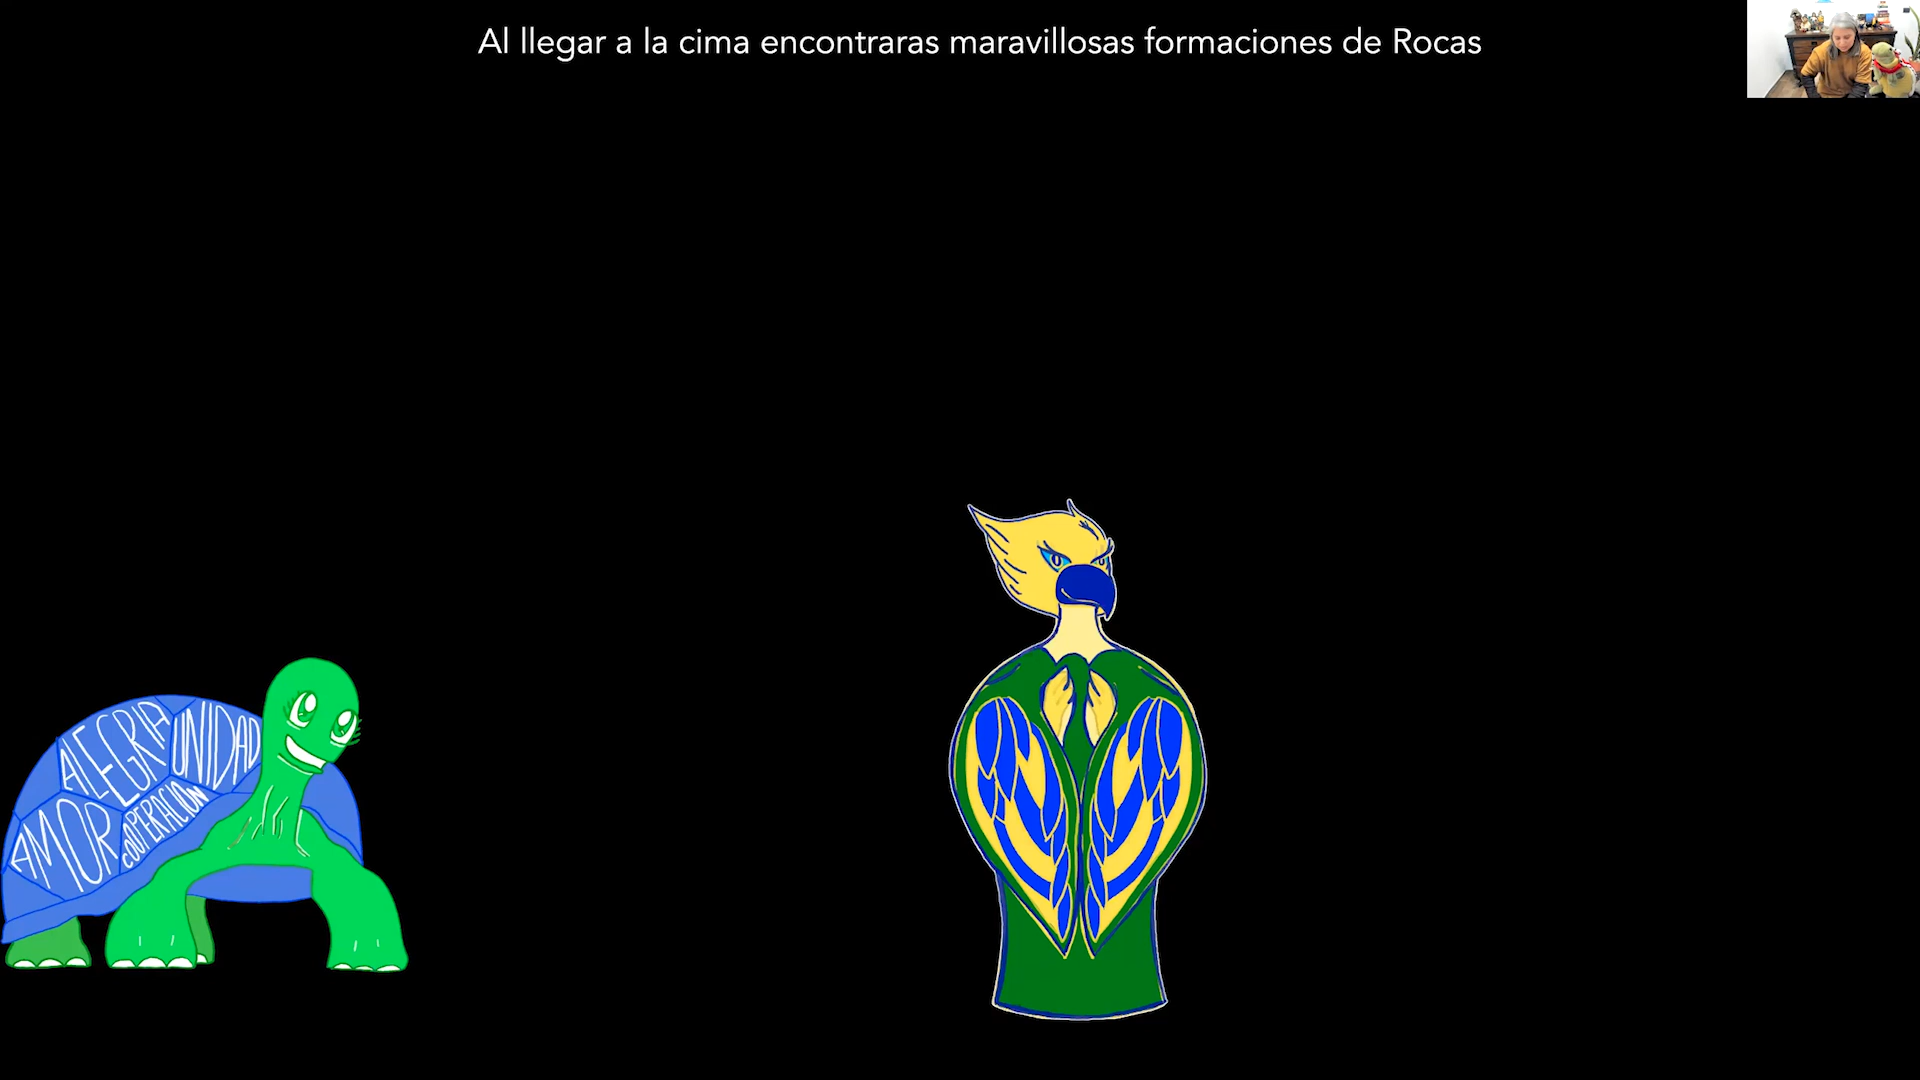 Al llegar a la cima encontraras maravillosas formaciones de Rocas
ALEGRIA
UNIDAD
AMOR
COOPERACION